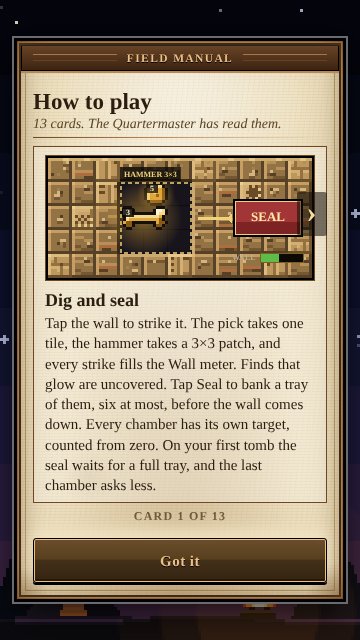 FIELD MANUAL
How to play
13 cards. The Quartermaster has read them.
HAMMER 3×3
5
3
SEAL
Dig and seal
Tap the wall to strike it. The pick takes one
tile, the hammer takes a 3×3 patch, and
every strike fills the Wall meter. Finds that
glow are uncovered. Tap Seal to bank a tray
of them, six at most, before the wall comes
down. Every chamber has its own target,
counted from zero. On your first tomb the
seal waits for a full tray, and the last
chamber asks less.
CARD 1 OF 13
Got it